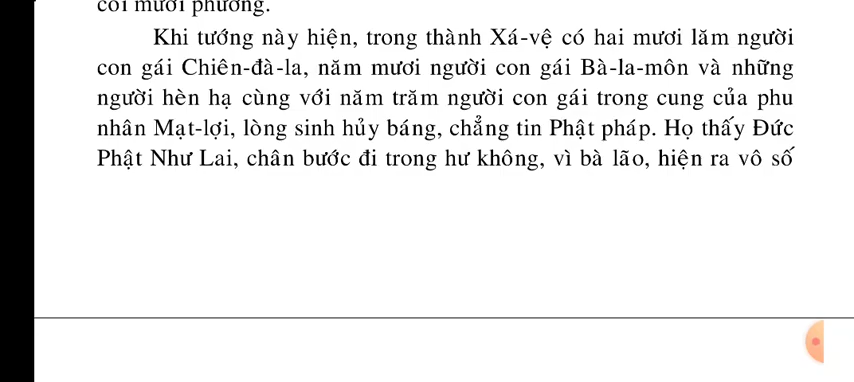 cõi mười phương.
Khi tướng này hiện, trong thành Xá-vệ có hai mươi lăm người
con gái Chiên-đà-la, năm mươi người con gái Bà-la-môn và những
người hèn hạ cùng với năm trăm người con gái trong cung của phu
nhân Mạt-lợi, lòng sinh hủy báng, chẳng tin Phật pháp. Họ thấy Đức
Phật Như Lai, chân bước đi trong hư không, vì bà lão, hiện ra vô số